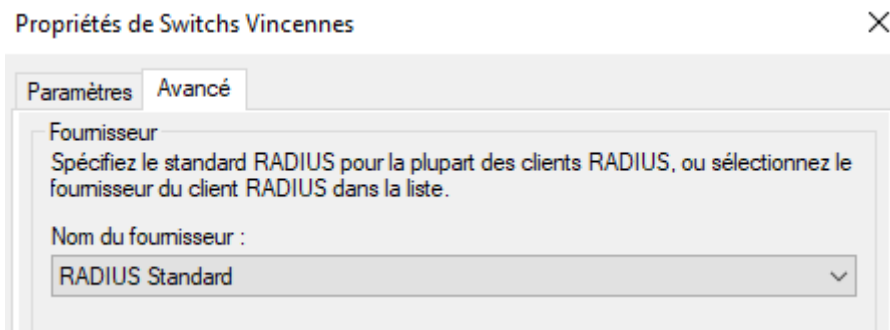 Propriétés de Switchs Vincennes
Paramètres
Avancé
Fournisseur
Spécifiez le standard RADIUS pour la plupart des clients RADIUS, ou sélectionnez le
fournisseur du client RADIUS dans la liste.
Nom du fournisseur :
RADIUS Standard